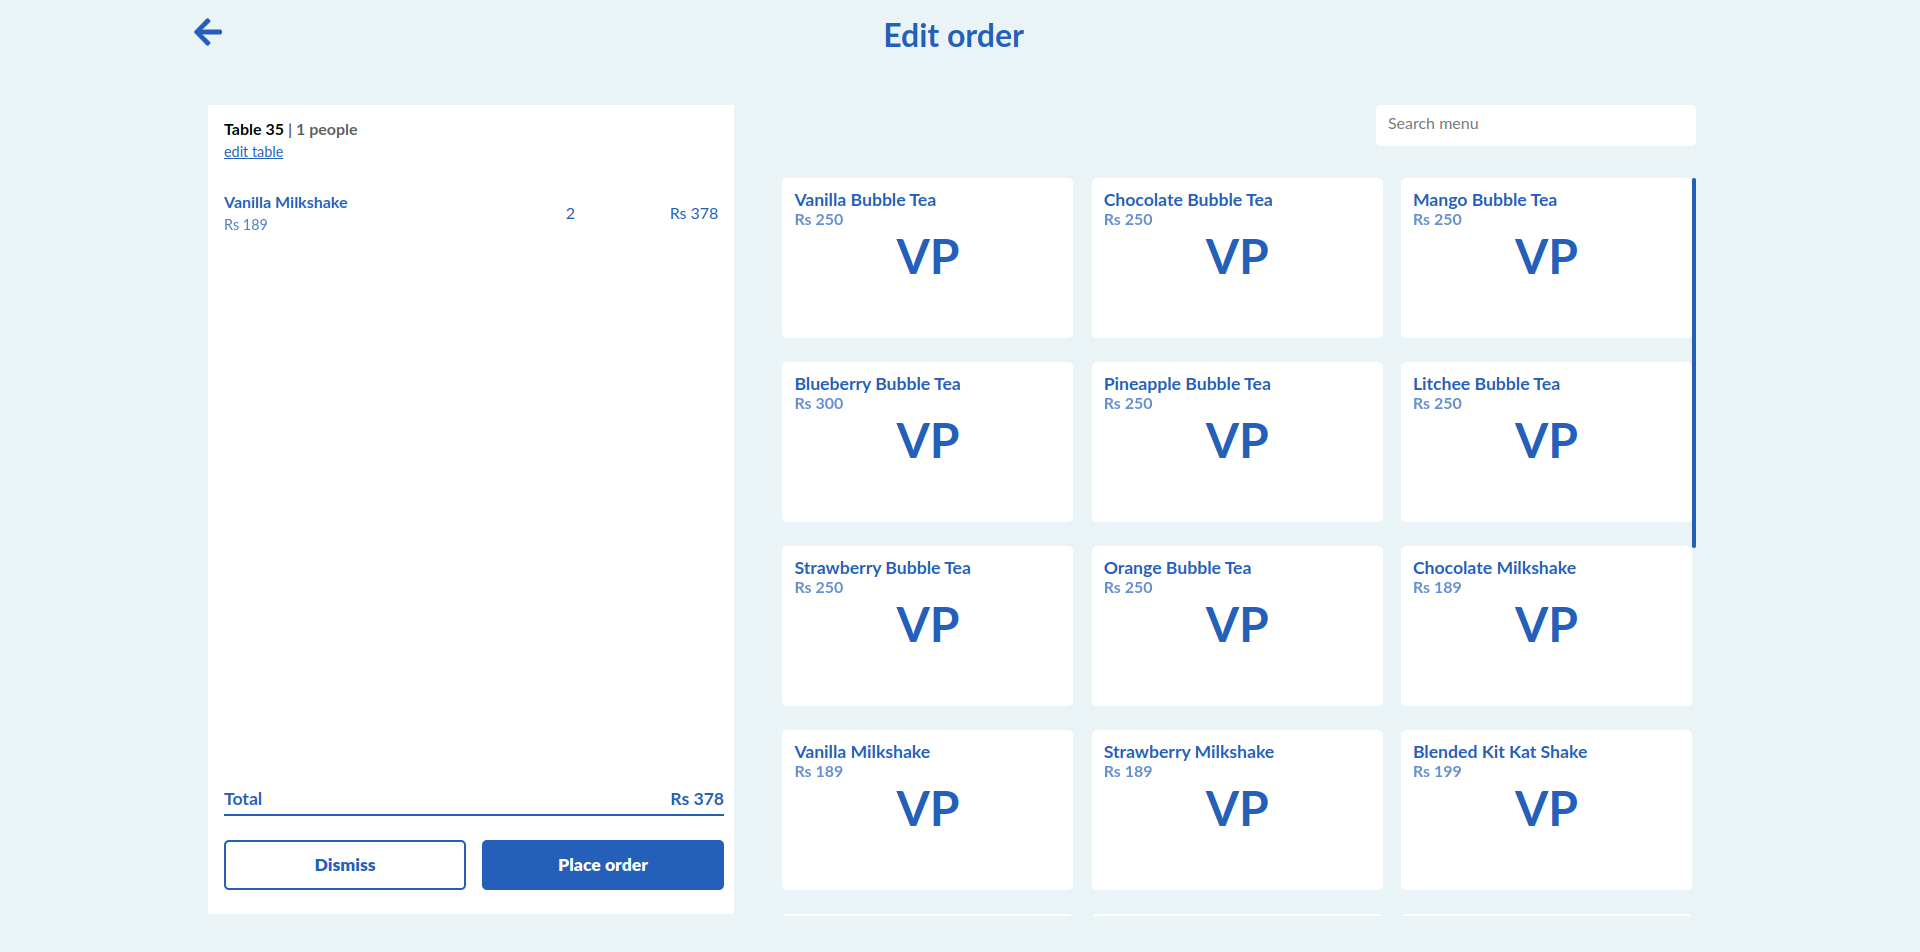 Edit order
Table 35 | 1 people
edit table
Vanilla Milkshake
Rs 189
2
Rs 378
Total
Rs 378
Dismiss
Place order
Search menu
Vanilla Bubble Tea
Rs 250
VP
Chocolate Bubble Tea
Rs 250
VP
Mango Bubble Tea
Rs 250
VP
Blueberry Bubble Tea
Rs 300
VP
Pineapple Bubble Tea
Rs 250
VP
Litchee Bubble Tea
Rs 250
VP
Strawberry Bubble Tea
Rs 250
VP
Orange Bubble Tea
Rs 250
VP
Chocolate Milkshake
Rs 189
VP
Vanilla Milkshake
Rs 189
VP
Strawberry Milkshake
Rs 189
VP
Blended Kit Kat Shake
Rs 199
VP